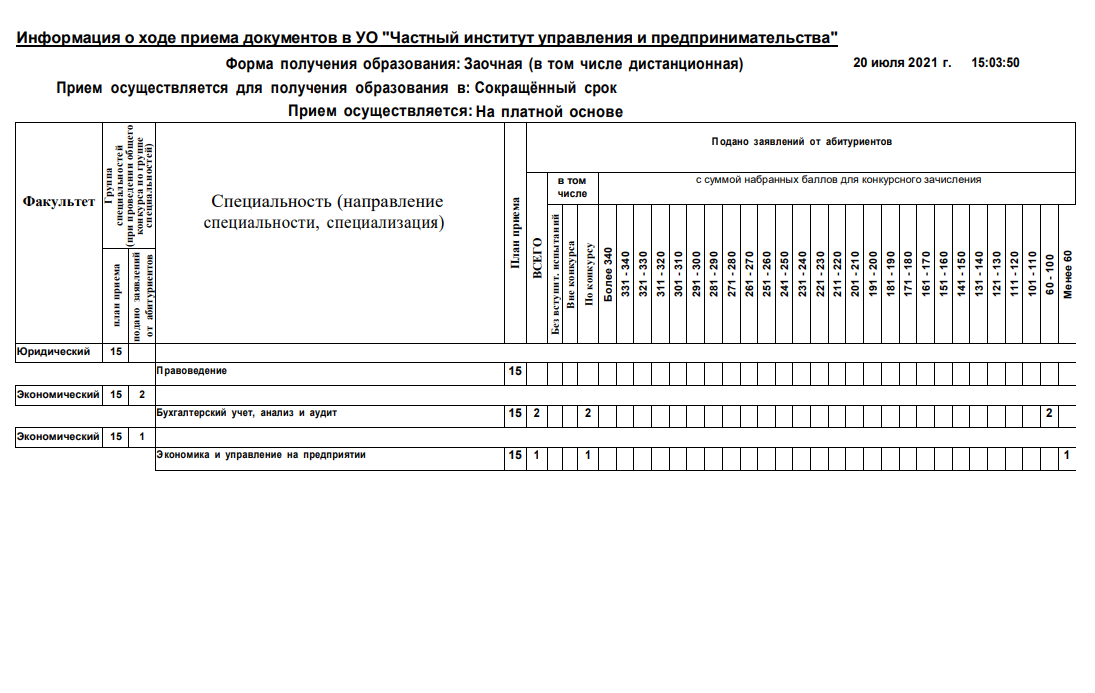 Информация о ходе приема документов в УО "Частный институт управления и предпринимательства"
Форма получения образования: Заочная (в том числе дистанционная) 20 июля 2021 г. 15:03:50
Прием осуществляется для получения образования в: Сокращённый срок
Прием осуществляется: На платной основе
Факультет
Группа
специальностей
(при проведении общего
конкурса по группе
специальностей)
план приема
подано заявлений
от абитуриентов
Специальность (направление
специальности, специализация)
План приема
Подано заявлений от абитуриентов
ВСЕГО
в том
числе
Без вступит. испытаний
Вне конкурса
По конкурсу
с суммой набранных баллов для конкурсного зачисления
Более 340
331 - 340
321 - 330
311 - 320
301 - 310
291 - 300
281 - 290
271 - 280
261 - 270
251 - 260
241 - 250
231 - 240
221 - 230
211 - 220
201 - 210
191 - 200
181 - 190
171 - 180
161 - 170
151 - 160
141 - 150
131 - 140
121 - 130
111 - 120
101 - 110
60 - 100
Менее 60
Юридический 15
Правоведение 15
Экономический 15 2
Бухгалтерский учет, анализ и аудит 15 2 2 2
Экономический 15 1
Экономика и управление на предприятии 15 1 1 1